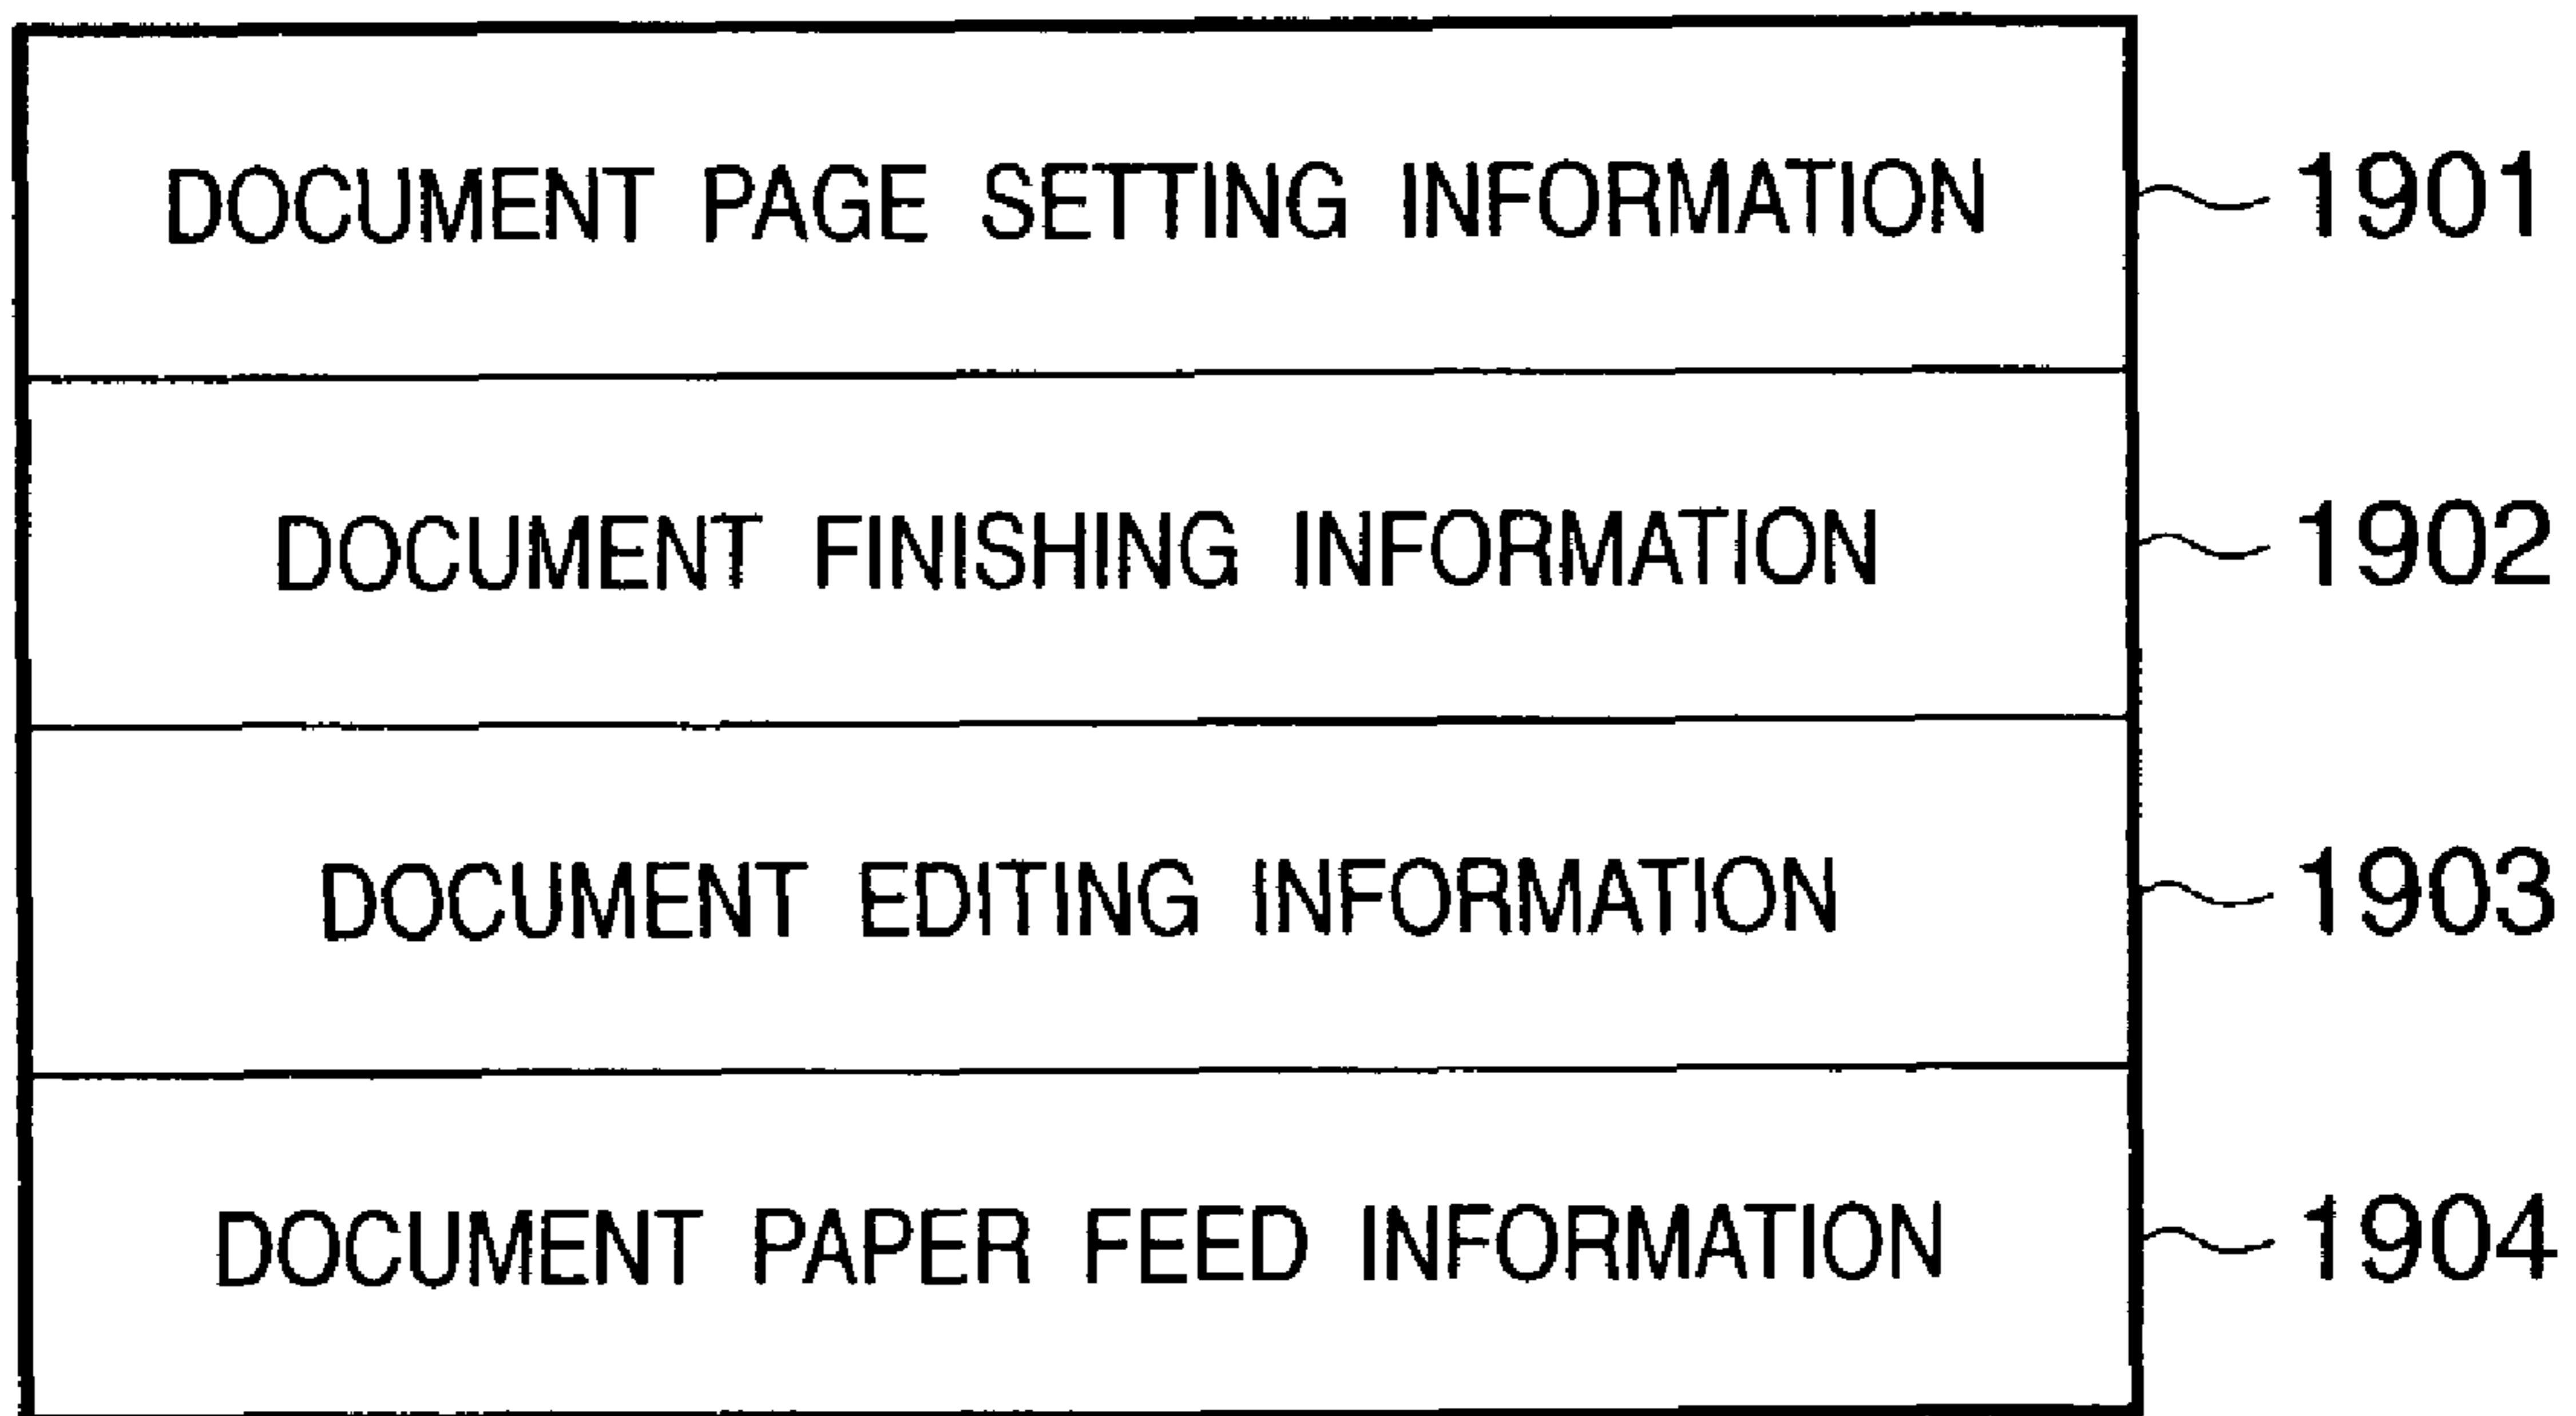 DOCUMENT PAGE SETTING INFORMATION 1901
DOCUMENT FINISHING INFORMATION 1902
DOCUMENT EDITING INFORMATION 1903
DOCUMENT PAPER FEED INFORMATION 1904